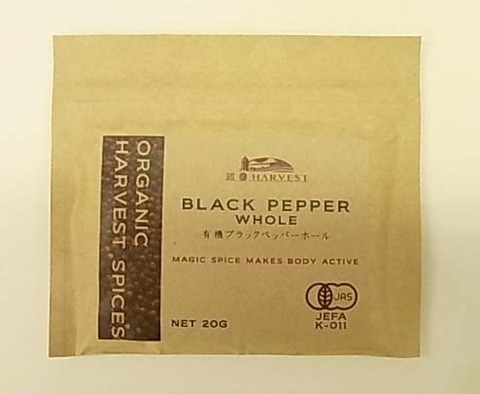 ORGANIC
HARVEST SPICES
HARVEST
BLACK PEPPER
WHOLE
有機ブラックペッパーホール
MAGIC SPICE MAKES BODY ACTIVE
JAS
JEFA
K-011
NET 20G